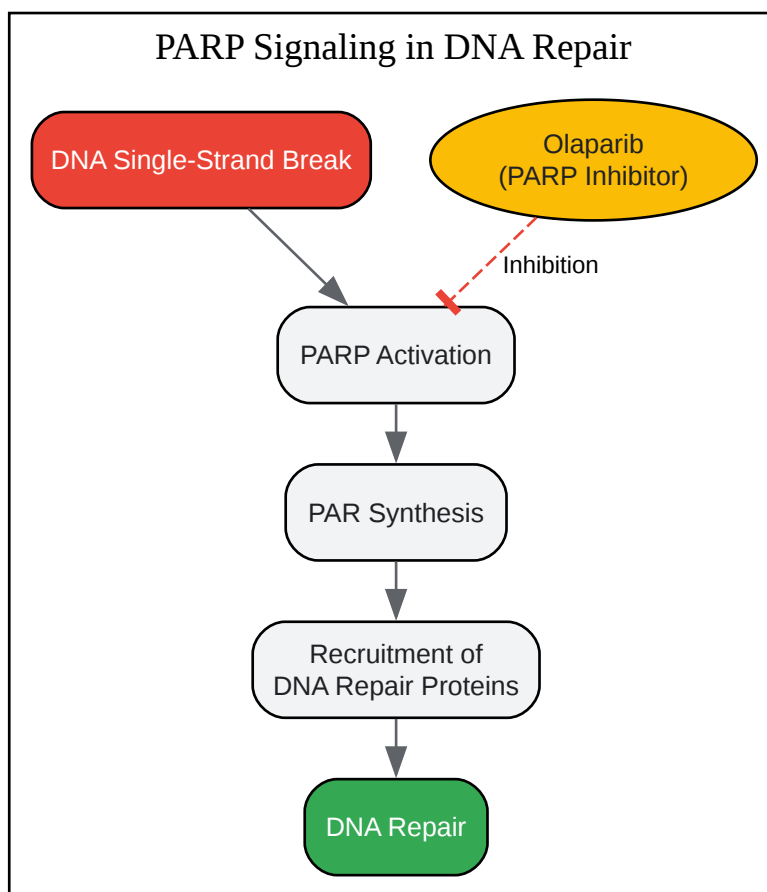 PARP Signaling in DNA Repair
DNA Single-Strand Break
Olaparib
(PARP Inhibitor)
Inhibition
PARP Activation
PAR Synthesis
Recruitment of
DNA Repair Proteins
DNA Repair